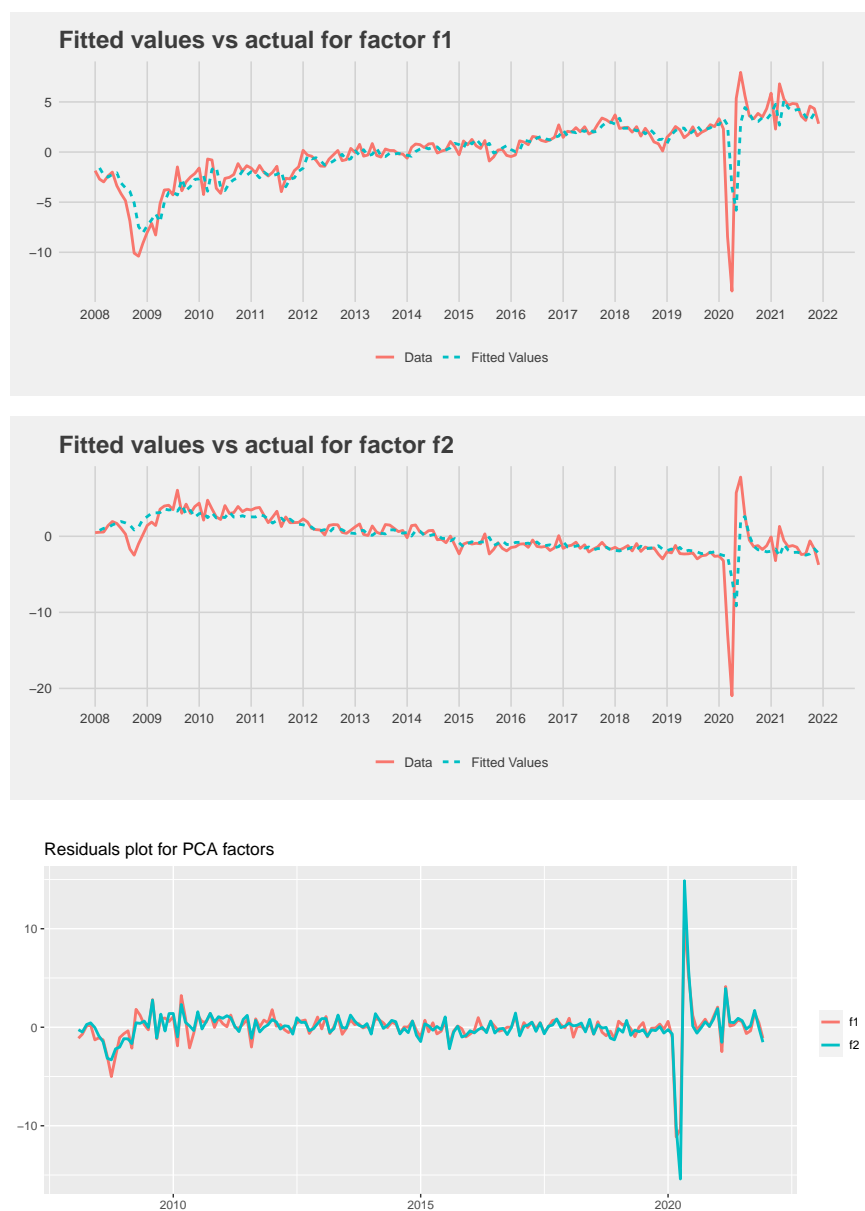 Fitted values vs actual for factor f1
5
0
−5
−10
2008 2009 2010 2011 2012 2013 2014 2015 2016 2017 2018 2019 2020 2021 2022
Data Fitted Values
Fitted values vs actual for factor f2
0
−10
−20
2008 2009 2010 2011 2012 2013 2014 2015 2016 2017 2018 2019 2020 2021 2022
Data Fitted Values
Residuals plot for PCA factors
10
0
−10
2010 2015 2020
f1
f2